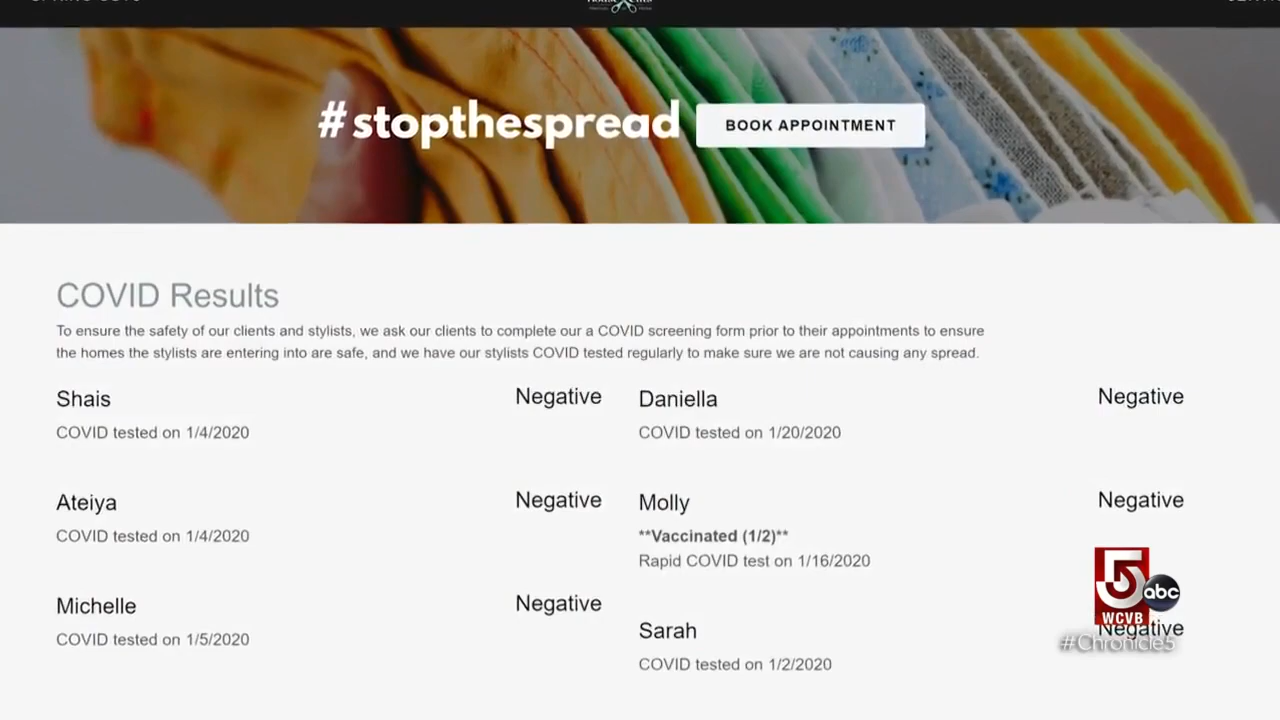 #stopthespread
BOOK APPOINTMENT
COVID Results
To ensure the safety of our clients and stylists, we ask our clients to complete our a COVID screening form prior to their appointments to ensure
the homes the stylists are entering into are safe, and we have our stylists COVID tested regularly to make sure we are not causing any spread.
Shais
Negative
COVID tested on 1/4/2020
Daniella
Negative
COVID tested on 1/20/2020
Ateiya
Negative
COVID tested on 1/4/2020
Molly
Negative
**Vaccinated (1/2)**
Rapid COVID test on 1/16/2020
Michelle
Negative
COVID tested on 1/5/2020
Sarah
Negative
COVID tested on 1/2/2020
5
abc
WCVB
#Chronicle5